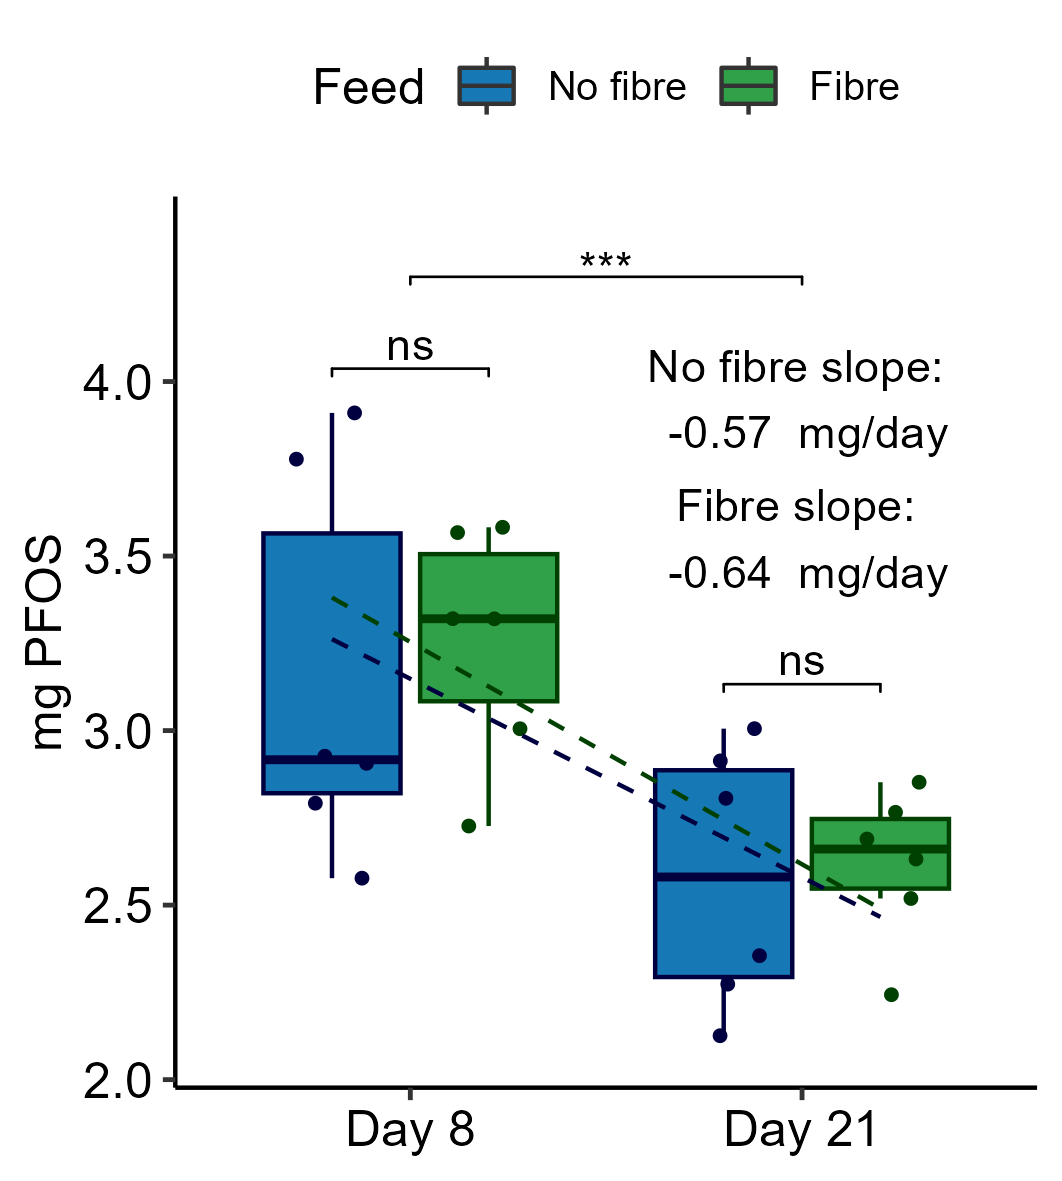 Feed No fibre Fibre
***
ns
No fibre slope:
-0.57 mg/day
Fibre slope:
-0.64 mg/day
ns
mg PFOS
4.0
3.5
3.0
2.5
2.0
Day 8 Day 21